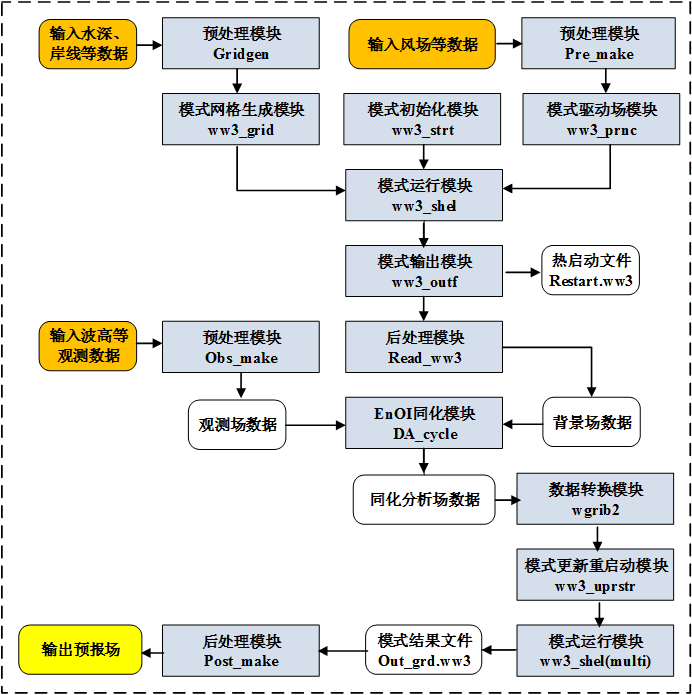 输入水深、
岸线等数据
预处理模块
Gridgen
输入风场等数据
预处理模块
Pre_make
模式网格生成模块
ww3_grid
模式初始化模块
ww3_strt
模式驱动场模块
ww3_prnc
模式运行模块
ww3_shel
模式输出模块
ww3_outf
热启动文件
Restart.ww3
输入波高等
观测数据
预处理模块
Obs_make
后处理模块
Read_ww3
观测场数据
EnOI同化模块
DA_cycle
背景场数据
同化分析场数据
数据转换模块
wgrib2
模式更新重启动模块
ww3_uprstr
输出预报场
后处理模块
Post_make
模式结果文件
Out_grd.ww3
模式运行模块
ww3_shel(multi)